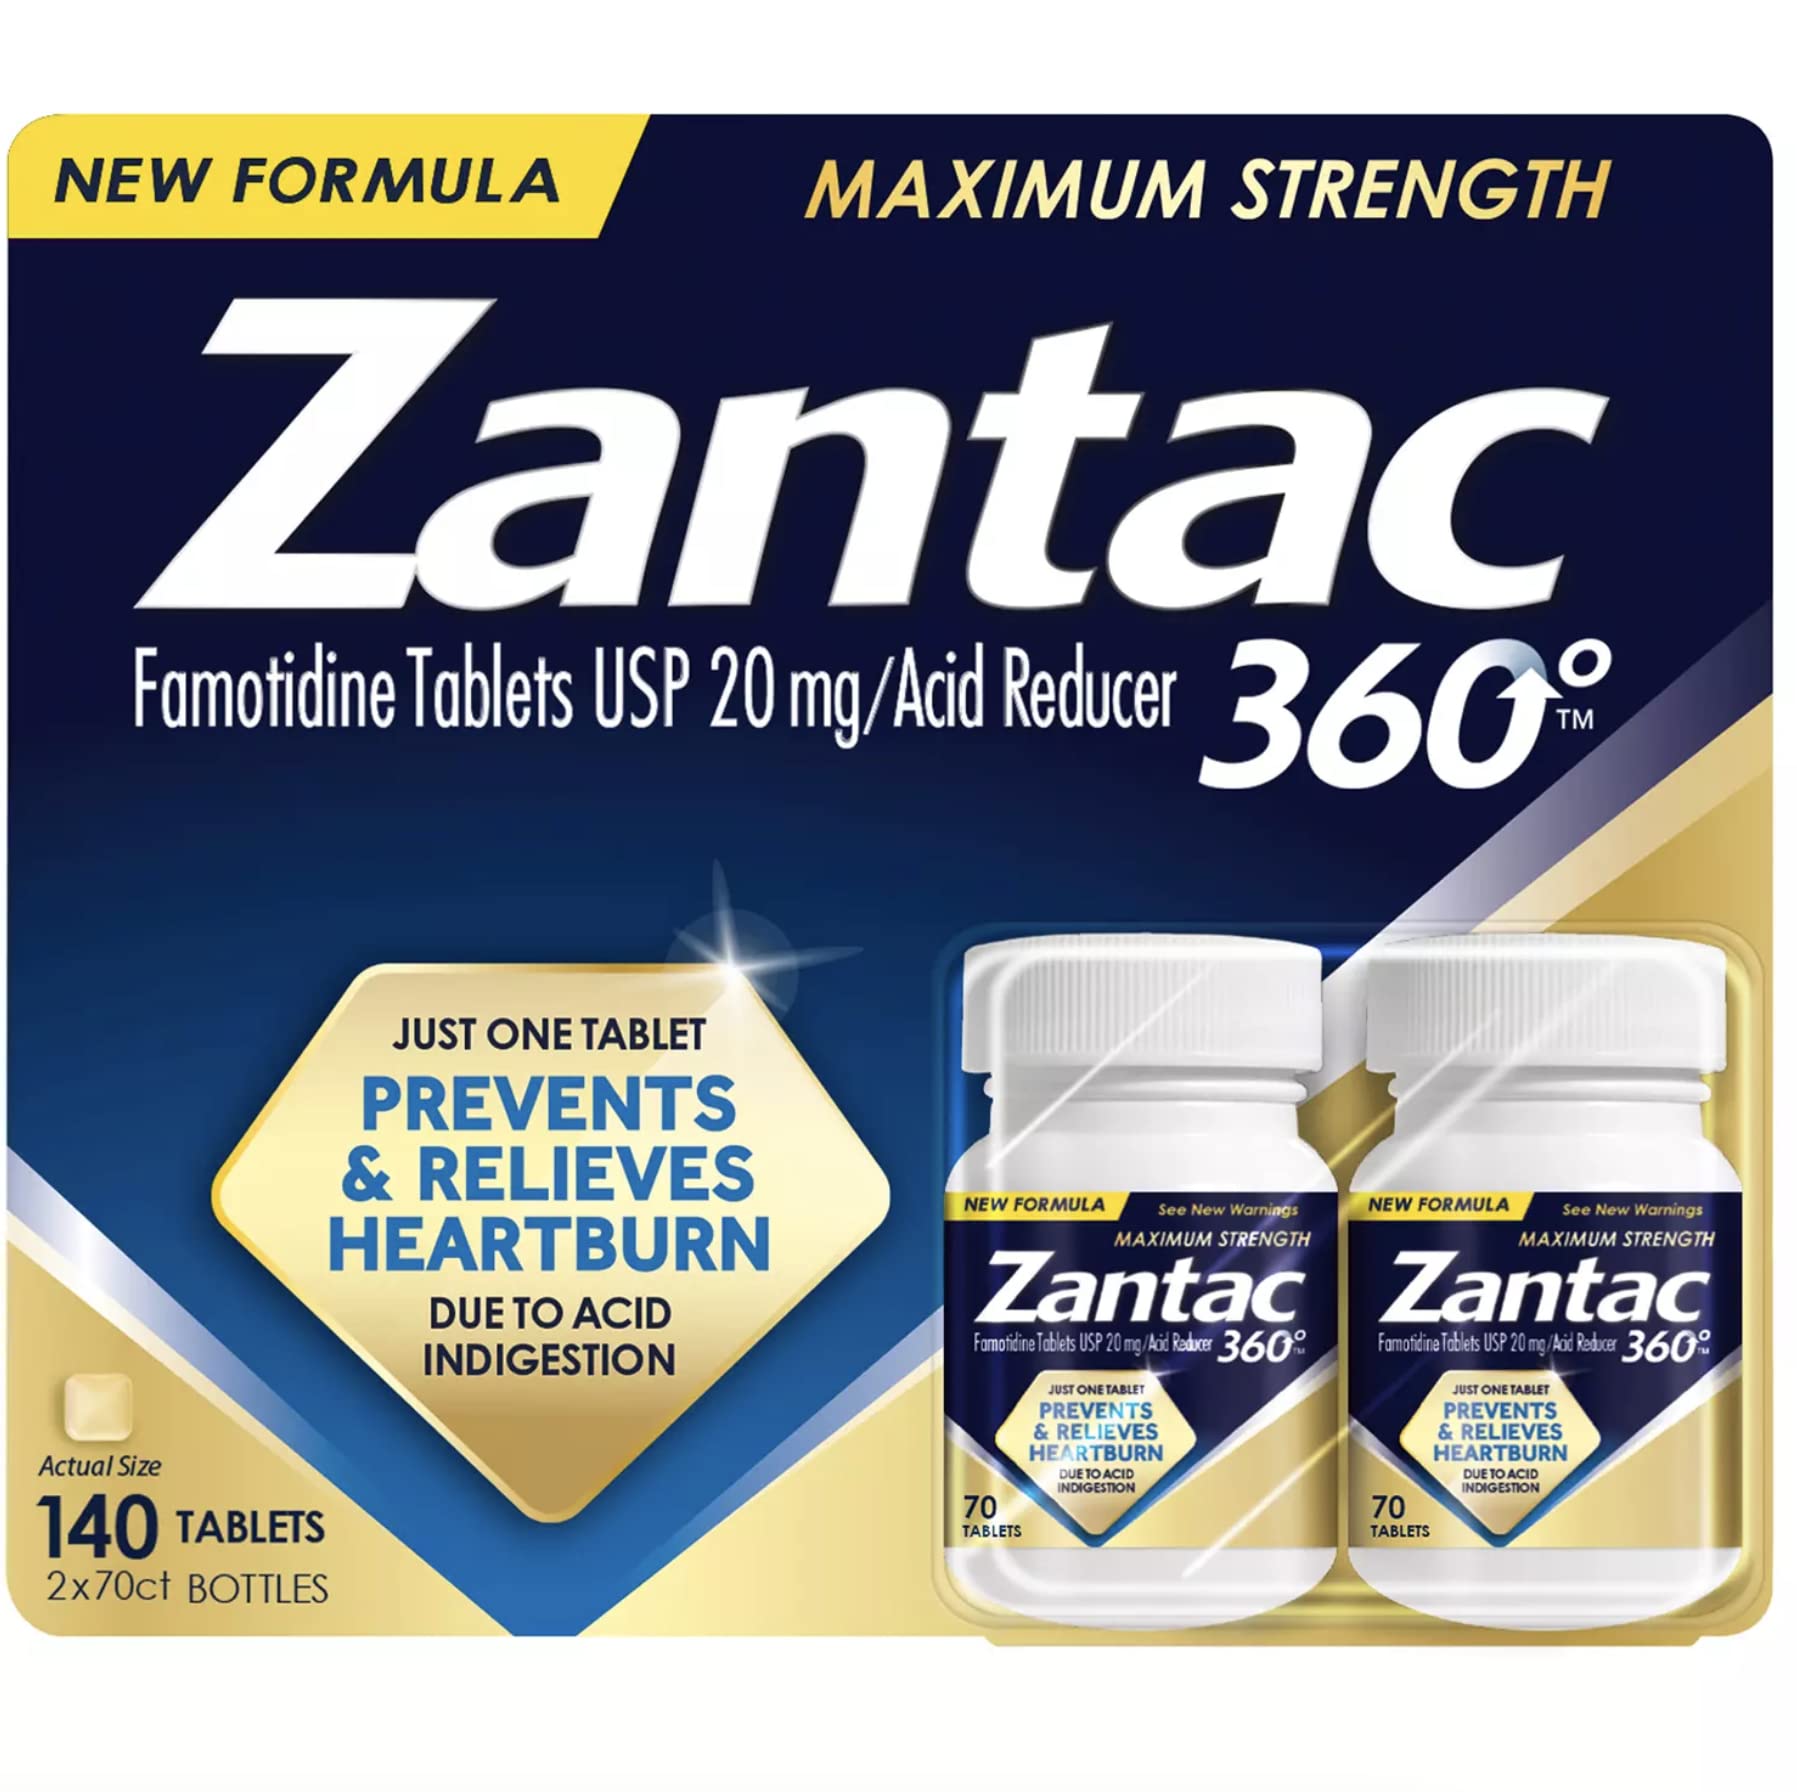 NEW FORMULA
MAXIMUM STRENGTH
Zantac
Famotidine Tablets USP 20 mg/Acid Reducer 360°™
JUST ONE TABLET
PREVENTS
& RELIEVES
HEARTBURN
DUE TO ACID
INDIGESTION
Actual Size
140 TABLETS
2x70ct BOTTLES
NEW FORMULA See New Warnings
MAXIMUM STRENGTH
Zantac
Famotidine Tablets USP 20 mg/Acid Reducer 360°™
JUST ONE TABLET
PREVENTS
& RELIEVES
HEARTBURN
DUE TO ACID
INDIGESTION
70
TABLETS
NEW FORMULA See New Warnings
MAXIMUM STRENGTH
Zantac
Famotidine Tablets USP 20 mg/Acid Reducer 360°™
JUST ONE TABLET
PREVENTS
& RELIEVES
HEARTBURN
DUE TO ACID
INDIGESTION
70
TABLETS